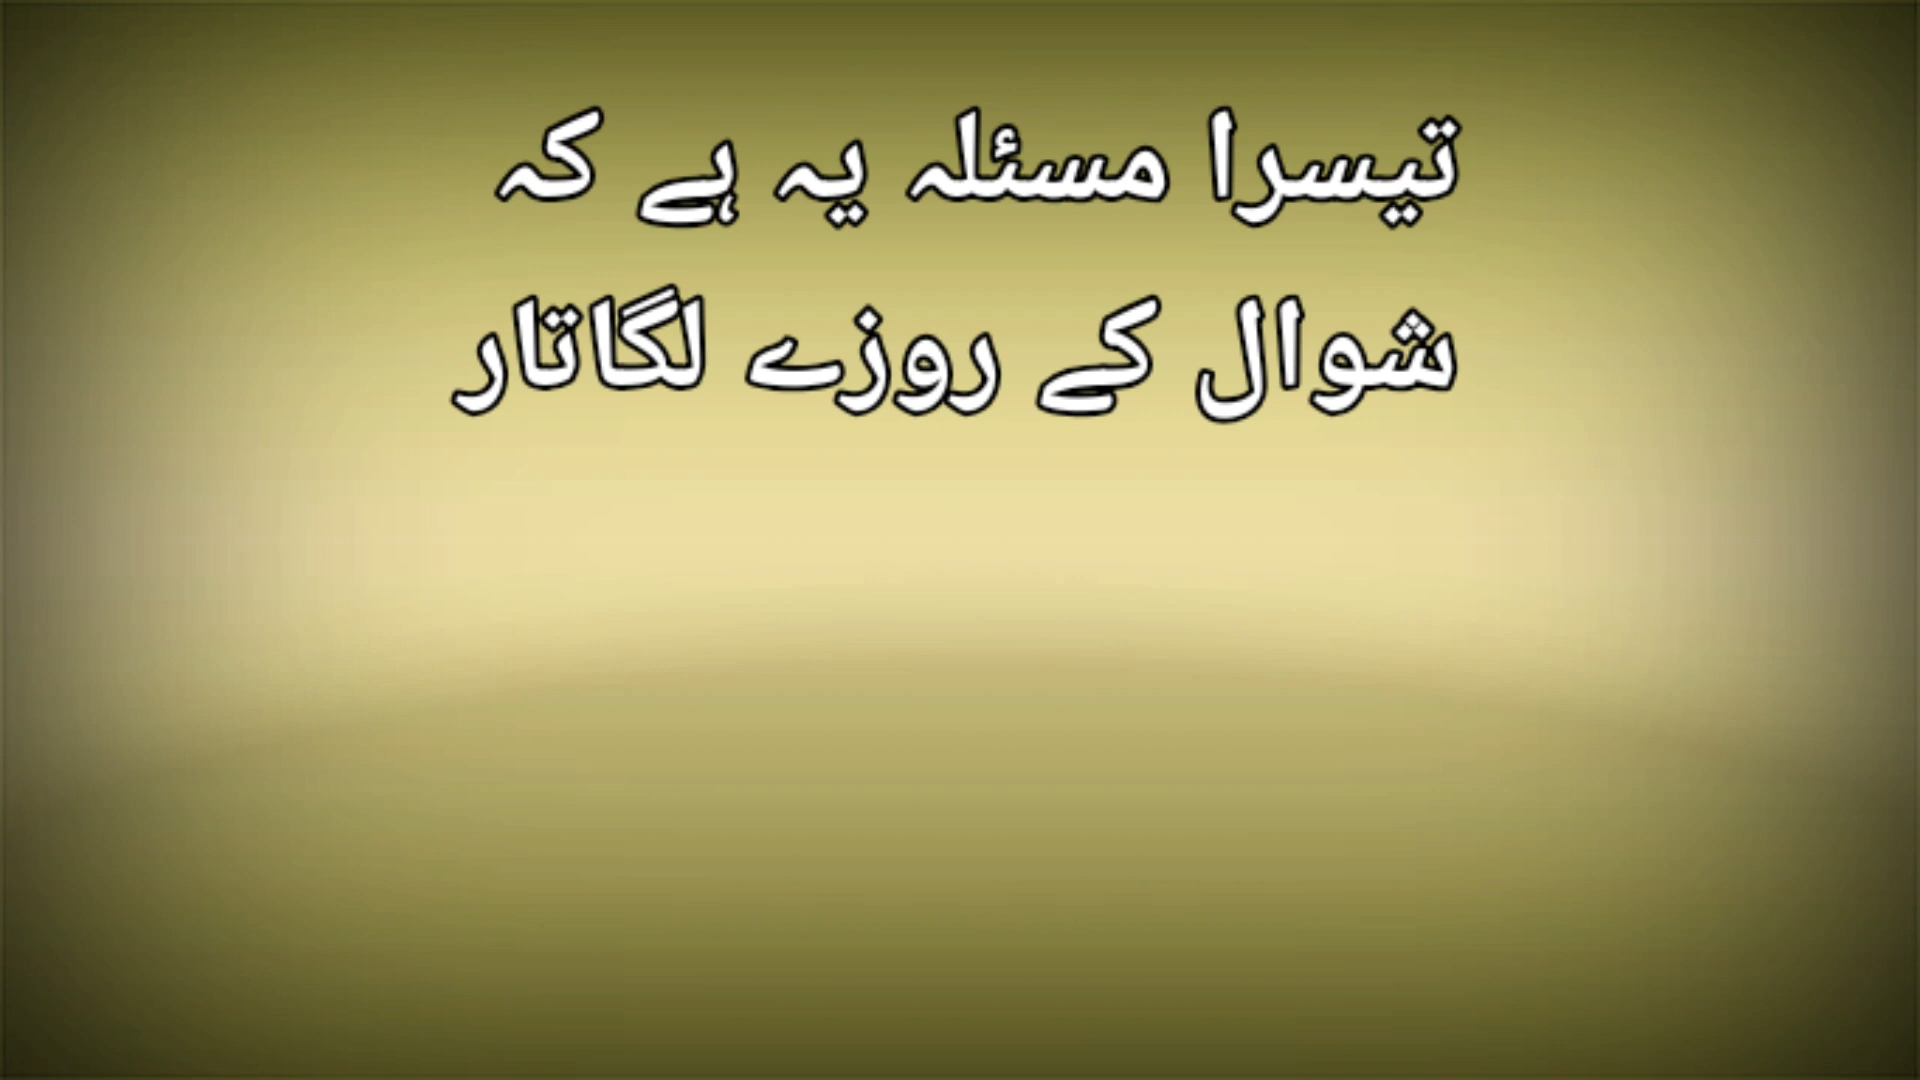 تیسرا مسئلہ یہ ہے کہ
شوال کے روزے لگاتار